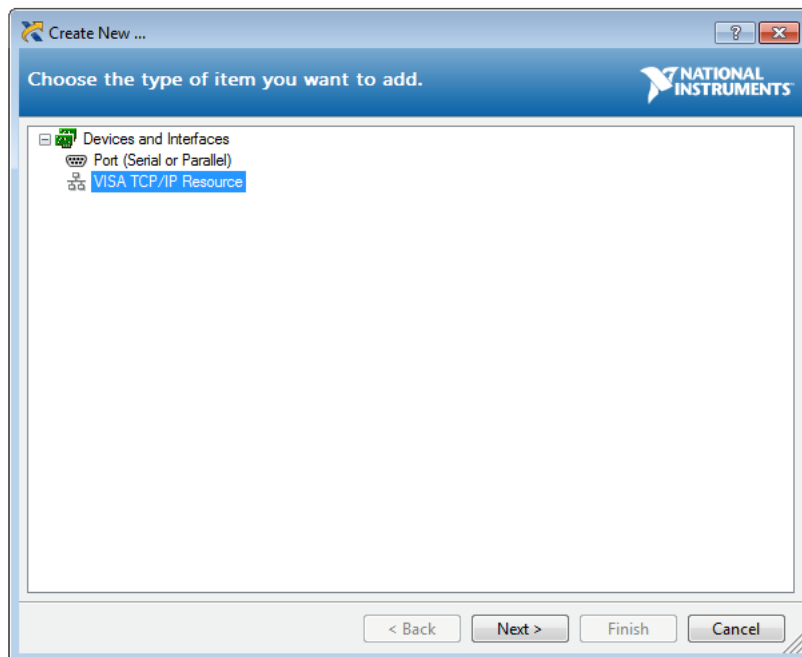 Create New ...
Choose the type of item you want to add.
NATIONAL
INSTRUMENTS
Devices and Interfaces
Port (Serial or Parallel)
VISA TCP/IP Resource
< Back
Next >
Finish
Cancel